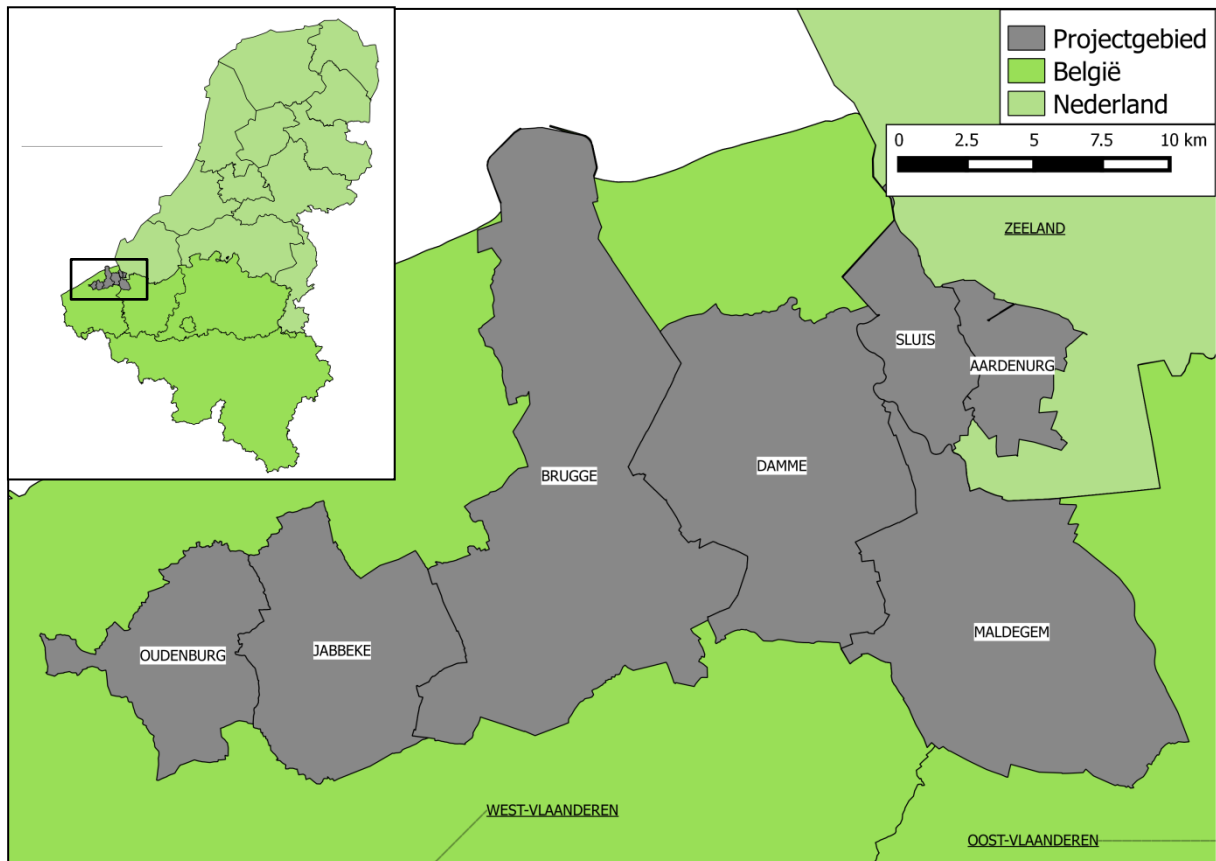 Projectgebied
België
Nederland
0 2.5 5 7.5 10 km
ZEELAND
SLUIS
AARDENURG
DAMME
BRUGGE
MALDEGEM
JABBEKE
OUDENBURG
WEST-VLAANDEREN
OOST-VLAANDEREN